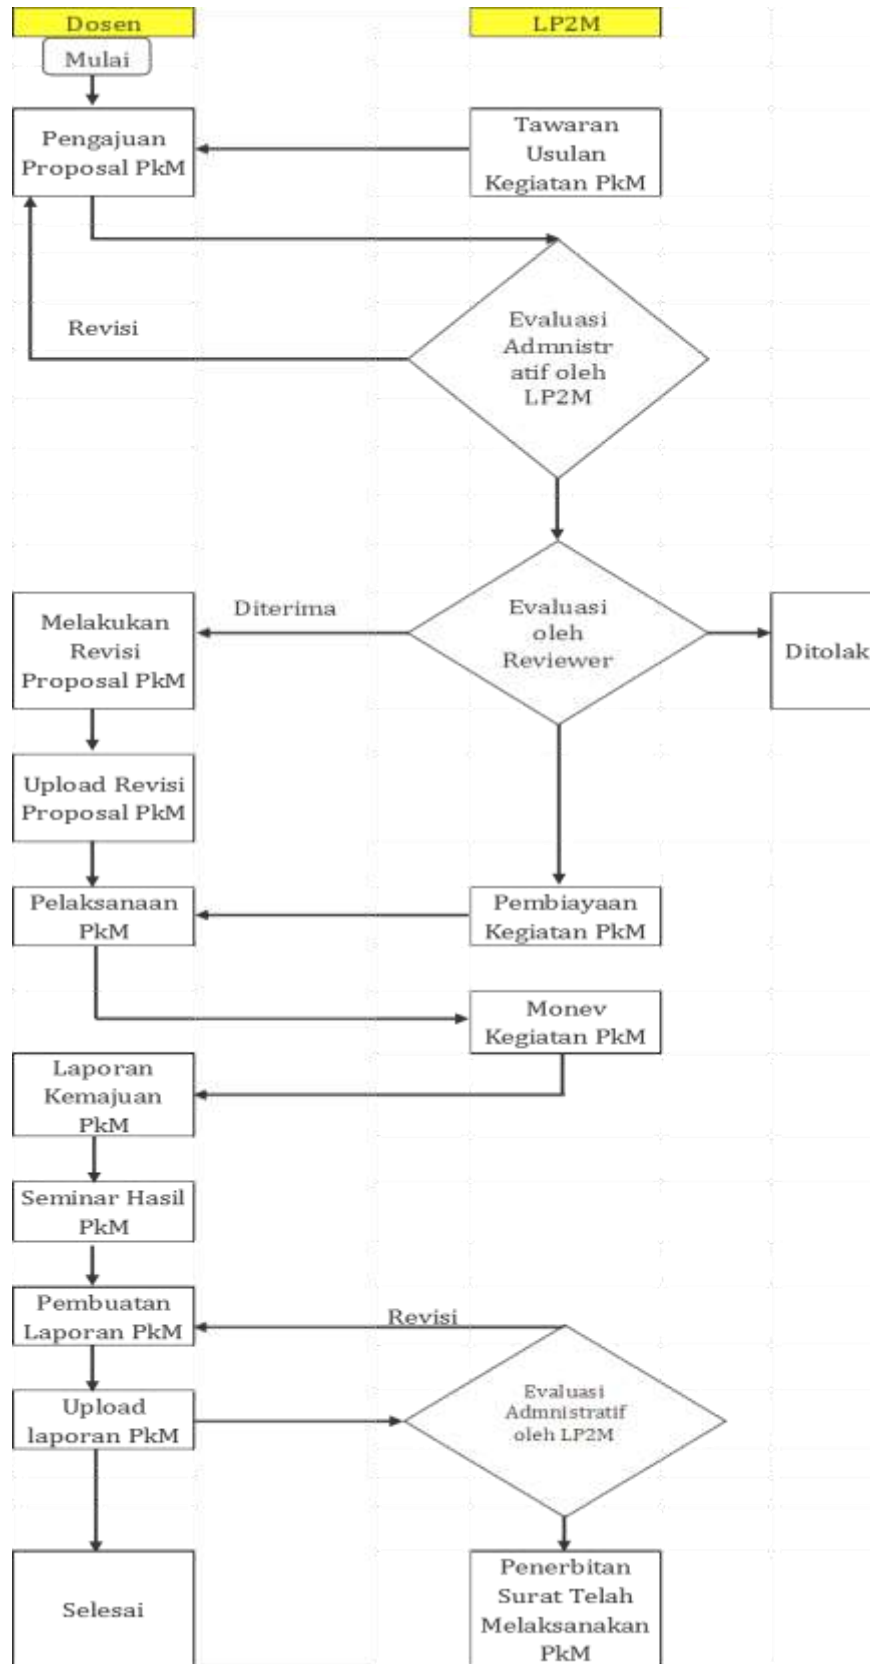 Dosen
LP2M
Mulai
Pengajuan
Proposal PkM
Tawaran
Usulan
Kegiatan PkM
Revisi
Evaluasi
Admnistr
atif oleh
LP2M
Melakukan
Revisi
Proposal PkM
Diterima
Evaluasi
oleh
Reviewer
Ditolak
Upload Revisi
Proposal PkM
Pelaksanaan
PkM
Pembiayaan
Kegiatan PkM
Monev
Kegiatan PkM
Laporan
Kemajuan
PkM
Seminar Hasil
PkM
Pembuatan
Laporan PkM
Revisi
Upload
laporan PkM
Evaluasi
Admnistratif
oleh LP2M
Selesai
Penerbitan
Surat Telah
Melaksanakan
PkM